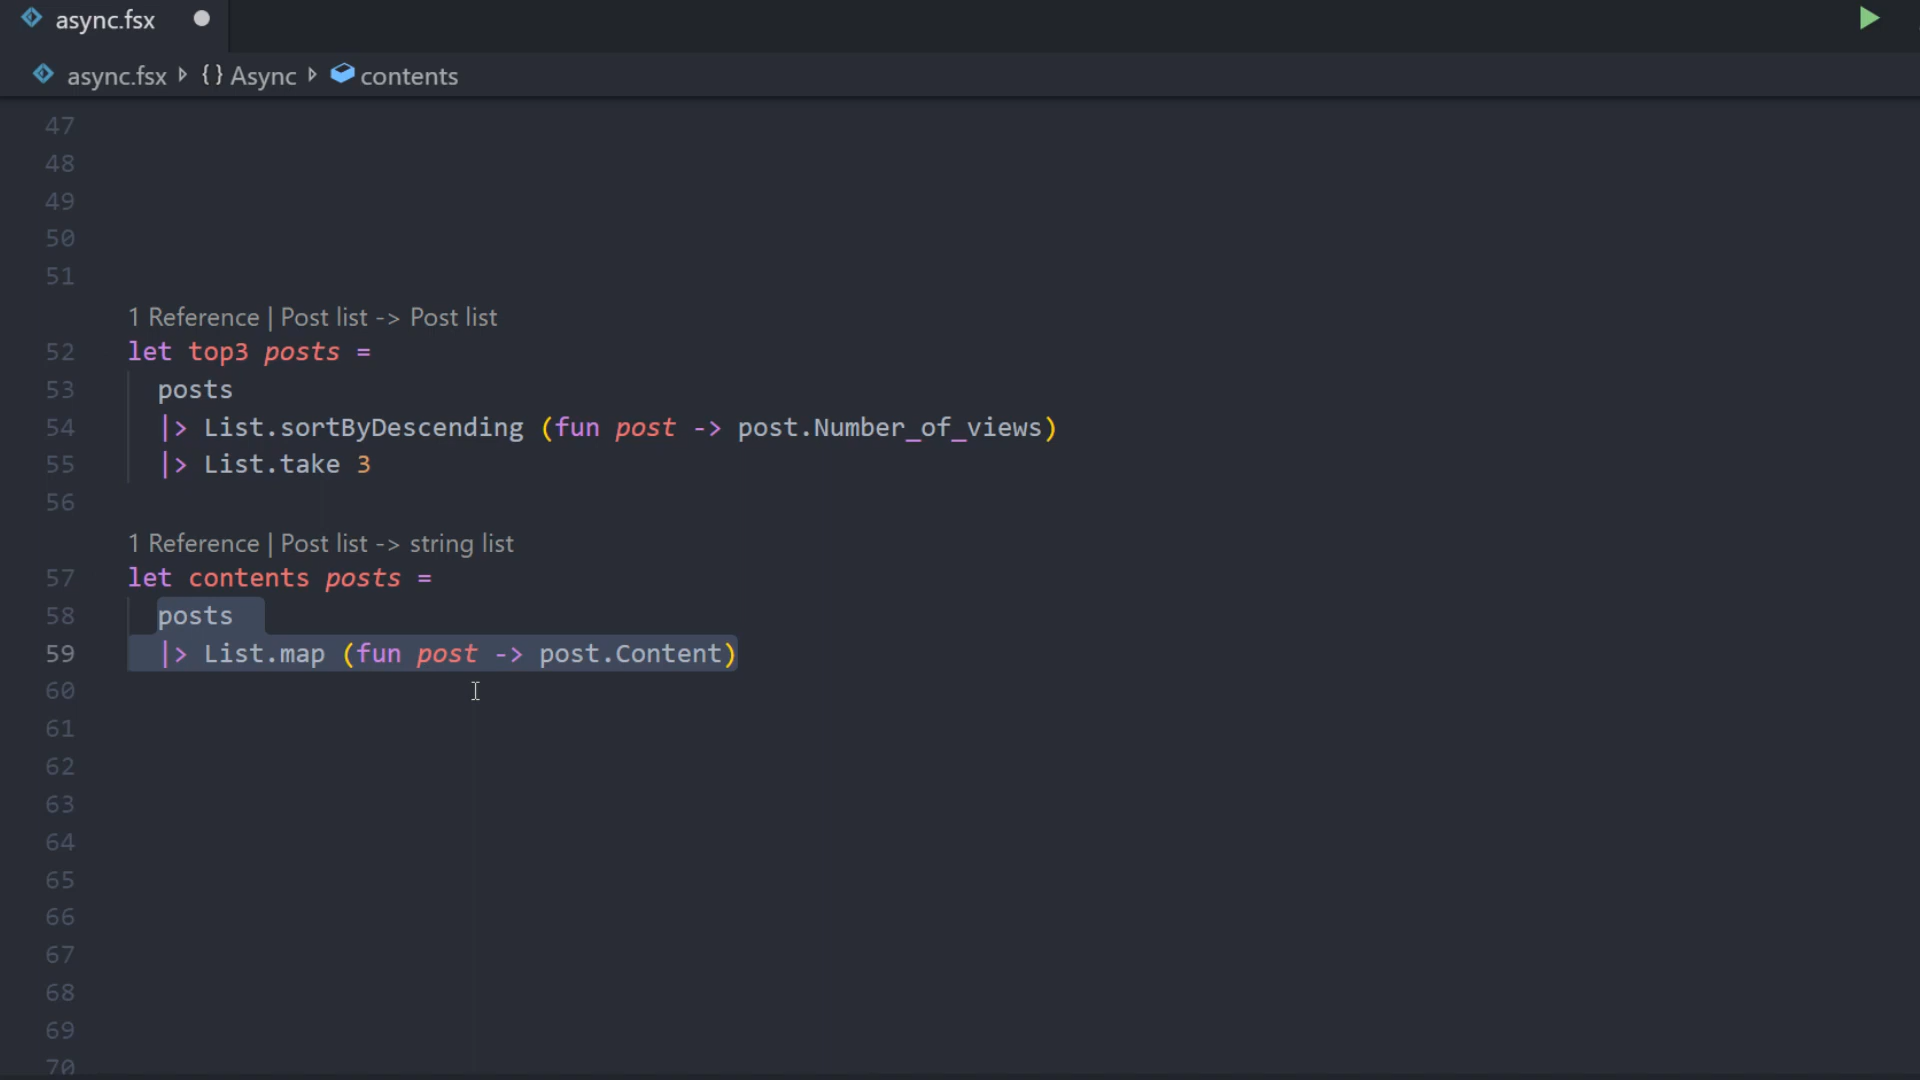 async.fsx
async.fsx {} Async contents
47
48
49
50
51
1 Reference | Post list -> Post list
52 let top3 posts =
53 posts
54 |> List.sortByDescending (fun post -> post.Number_of_views)
55 |> List.take 3
56
1 Reference | Post list -> string list
57 let contents posts =
58 posts
59 |> List.map (fun post -> post.Content)
60
61
62
63
64
65
66
67
68
69
70